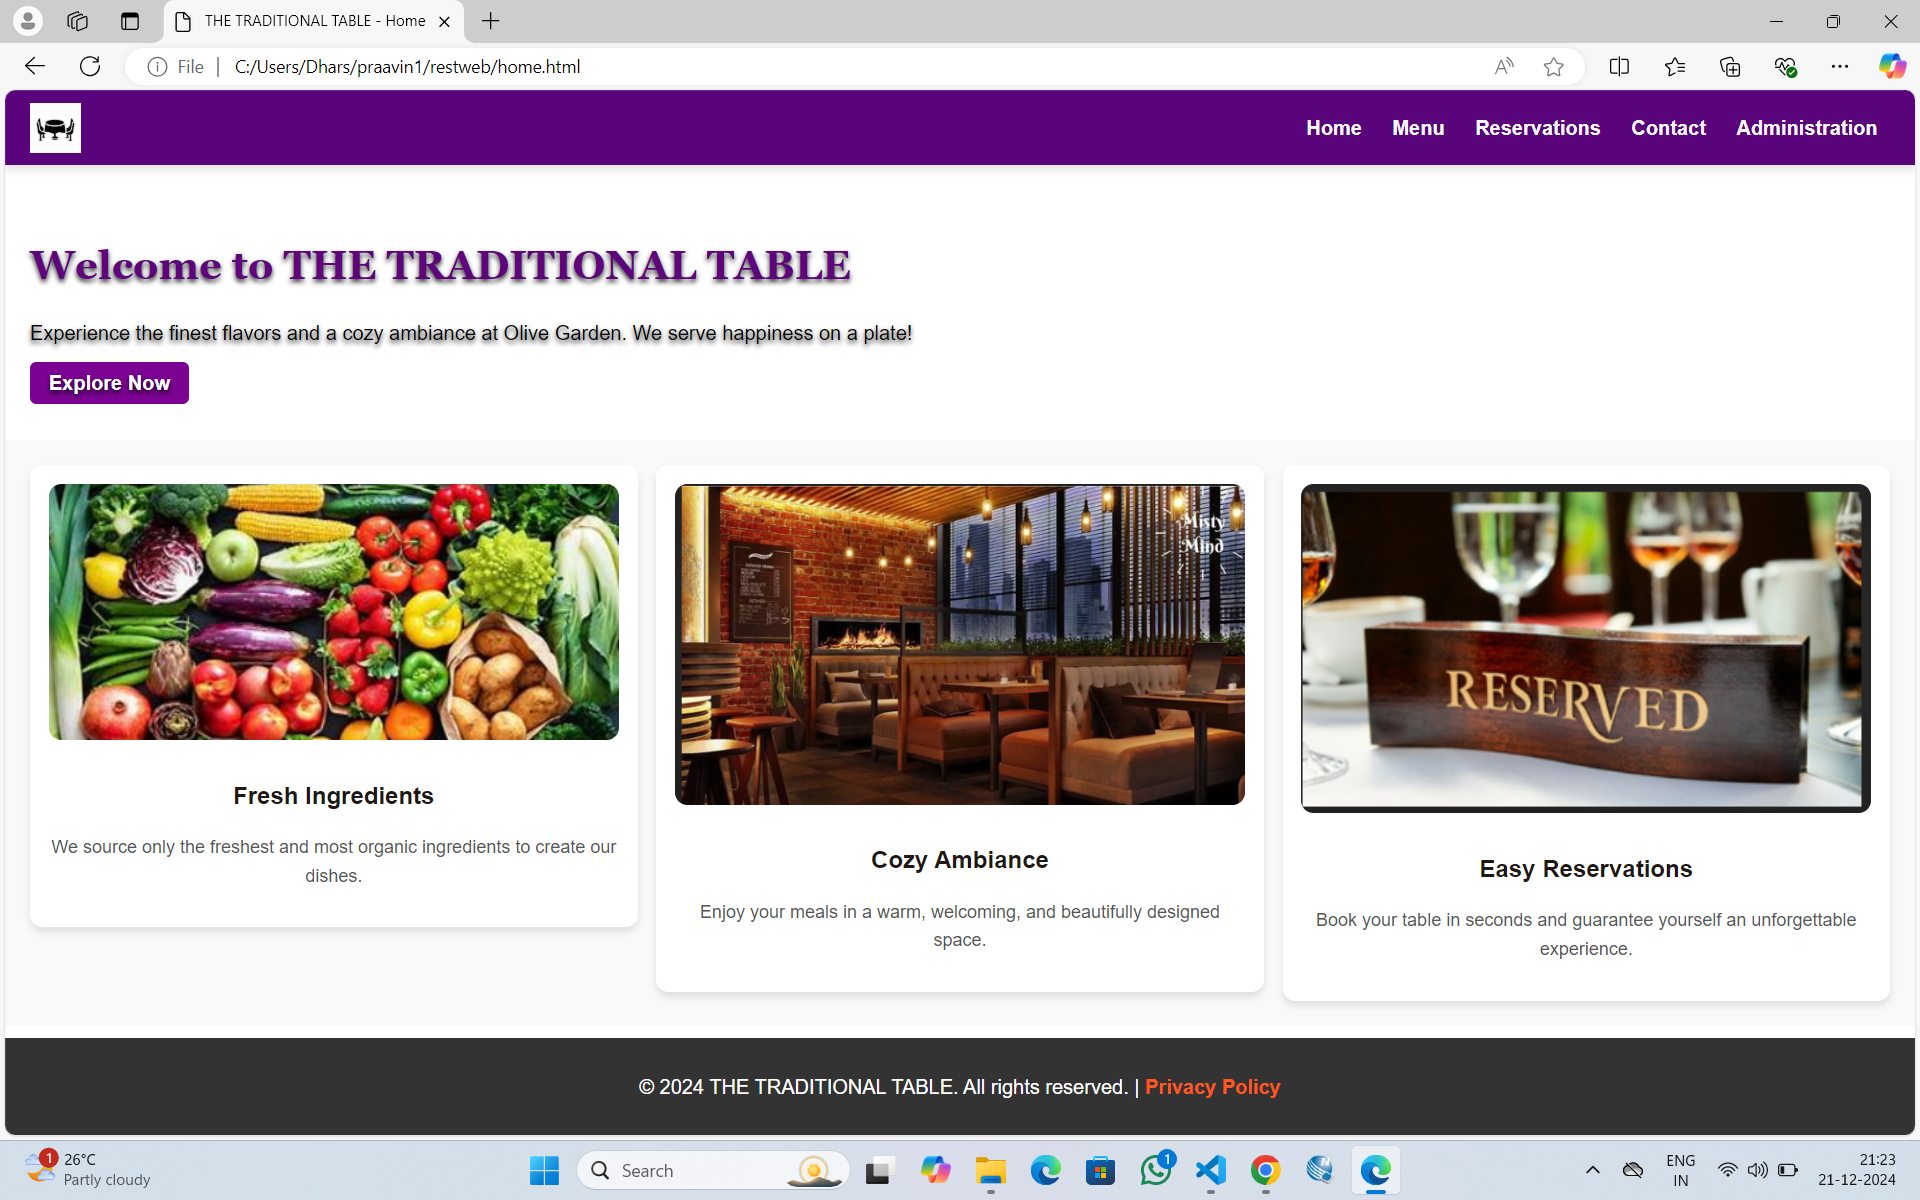 THE TRADITIONAL TABLE - Home
File
C:/Users/Dhars/praavin1/restweb/home.html
Home Menu Reservations Contact Administration
Welcome to THE TRADITIONAL TABLE
Experience the finest flavors and a cozy ambiance at Olive Garden. We serve happiness on a plate!
Explore Now
Misty
Mind
RESERVED
Fresh Ingredients
We source only the freshest and most organic ingredients to create our
dishes.
Cozy Ambiance
Enjoy your meals in a warm, welcoming, and beautifully designed
space.
Easy Reservations
Book your table in seconds and guarantee yourself an unforgettable
experience.
© 2024 THE TRADITIONAL TABLE. All rights reserved. | Privacy Policy
1
26°C
Partly cloudy
Search
1
ENG
IN
21:23
21-12-2024